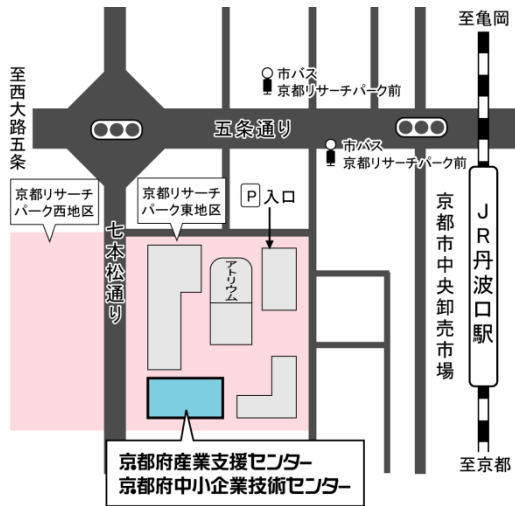 至亀岡
市バス
京都リサーチパーク前
至西大路五条
五条通り
市バス
京都リサーチパーク前
京都リサーチ
パーク西地区
京都リサーチ
パーク東地区
P 入口
七本松通り
アトリウム
京都市中央卸売市場
JR丹波口駅
京都府産業支援センター
京都府中小企業技術センター
至京都